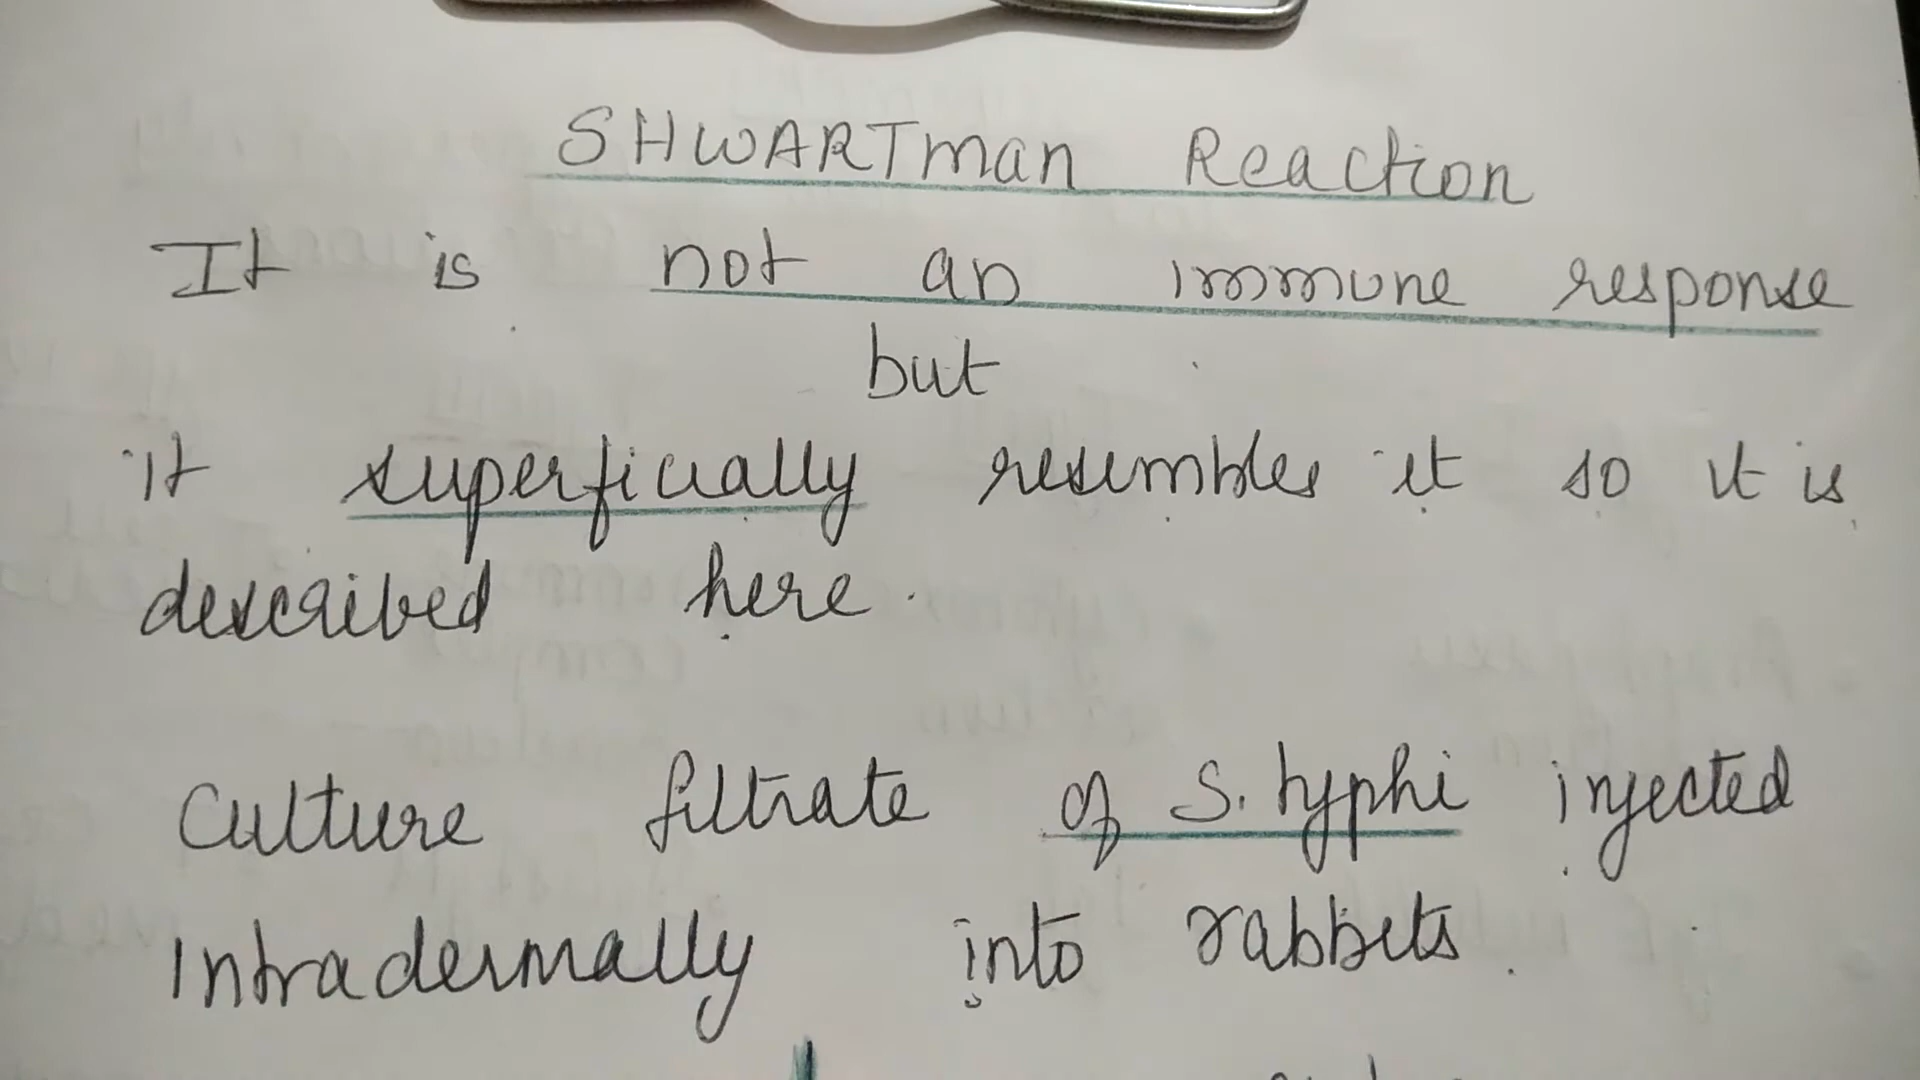 SHWARTman Reaction
It is not an immune response
but
it superficially resembles it so it is
described here.
Culture filtrate of S. typhi injected
Intradermally into rabbits.